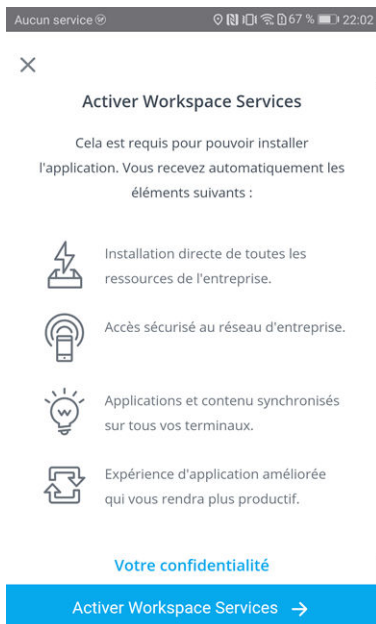 Aucun service 67 % 22:02
Activer Workspace Services
Cela est requis pour pouvoir installer
l'application. Vous recevez automatiquement les
éléments suivants :
Installation directe de toutes les
ressources de l'entreprise.
Accès sécurisé au réseau d'entreprise.
W
Applications et contenu synchronisés
sur tous vos terminaux.
Expérience d'application améliorée
qui vous rendra plus productif.
Votre confidentialité
Activer Workspace Services →